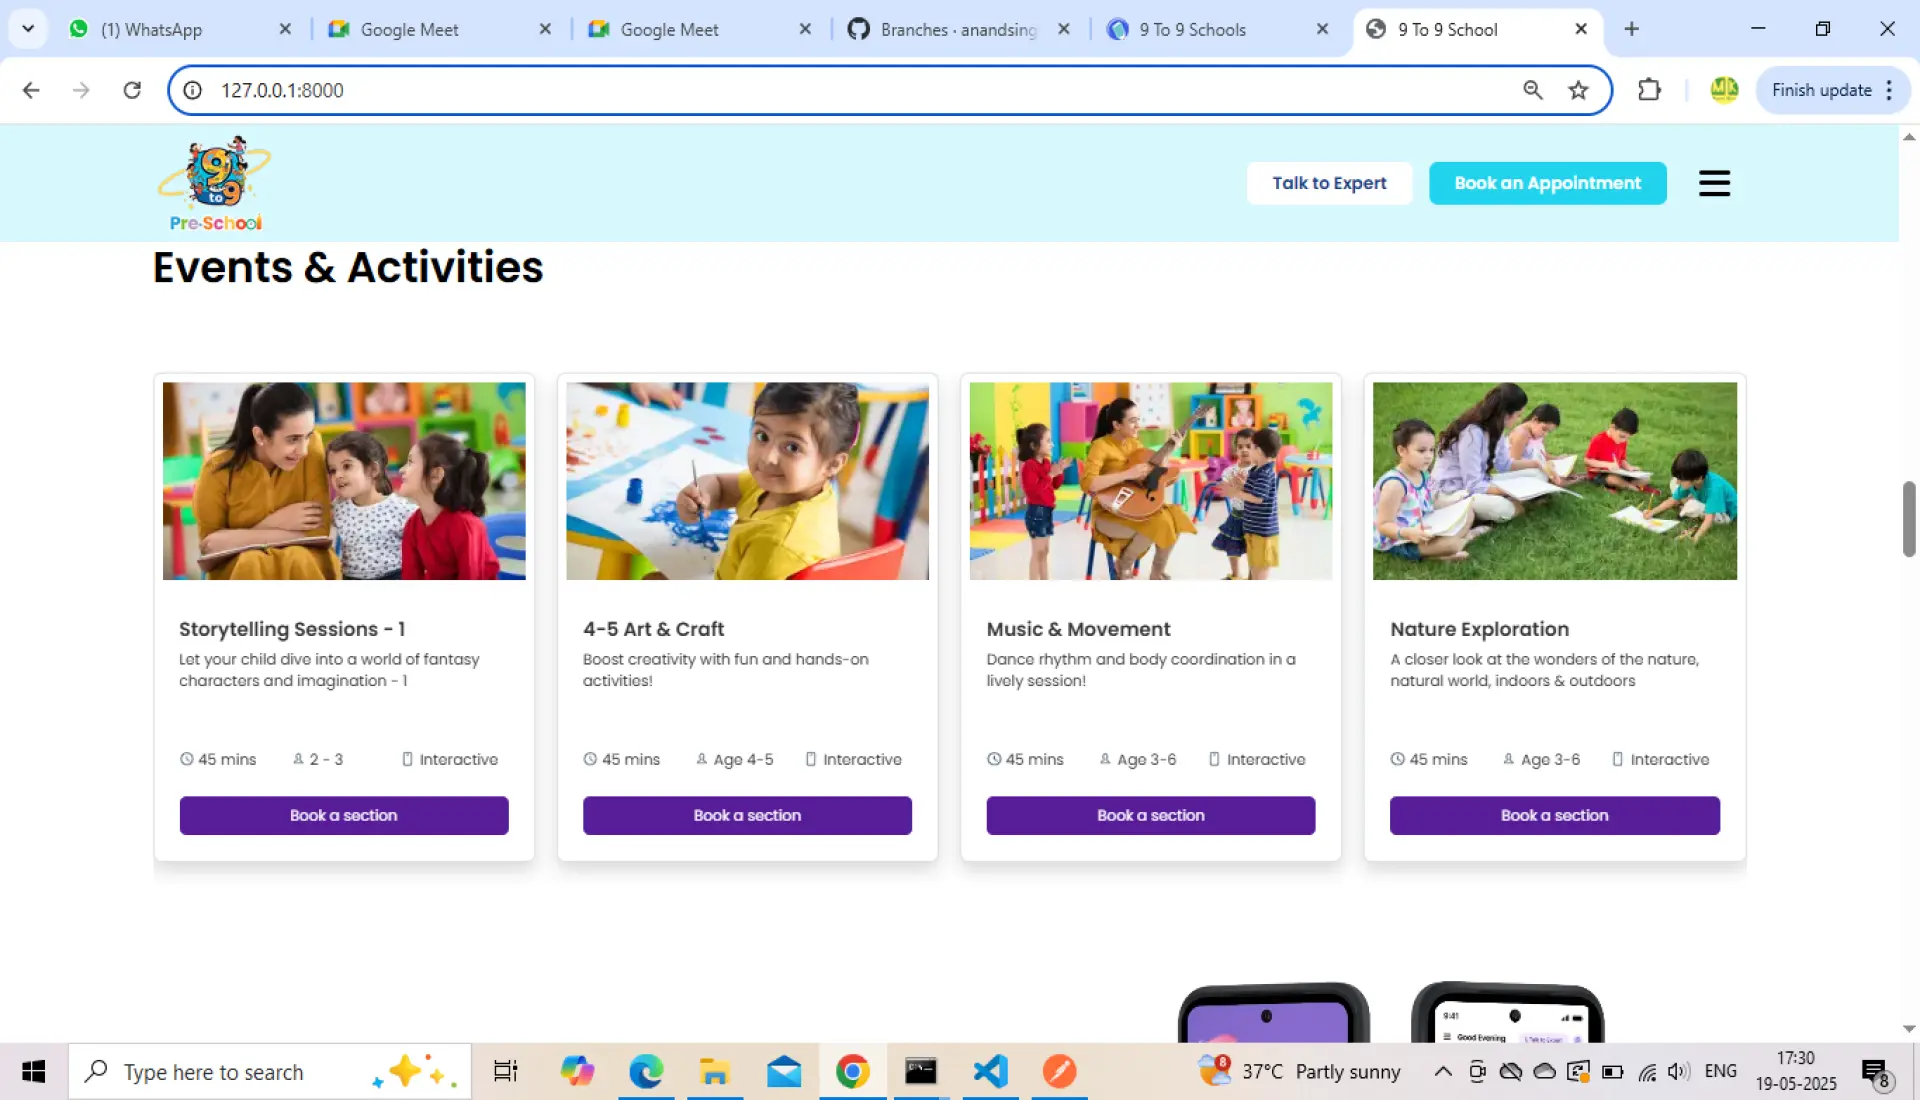 (1) WhatsApp
Google Meet
Google Meet
Branches · anandsing
9 To 9 Schools
9 To 9 School
127.0.0.1:8000
Finish update
9
to 9
Pre-School
Talk to Expert
Book an Appointment
Events & Activities
Storytelling Sessions - 1
Let your child dive into a world of fantasy
characters and imagination - 1
45 mins 2 - 3 Interactive
Book a section
4-5 Art & Craft
Boost creativity with fun and hands-on
activities!
45 mins Age 4-5 Interactive
Book a section
Music & Movement
Dance rhythm and body coordination in a
lively session!
45 mins Age 3-6 Interactive
Book a section
Nature Exploration
A closer look at the wonders of the nature,
natural world, indoors & outdoors
45 mins Age 3-6 Interactive
Book a section
9:41
Good Evening
Talk to Expert
Type here to search
8
37°C Partly sunny
ENG
17:30
19-05-2025
8